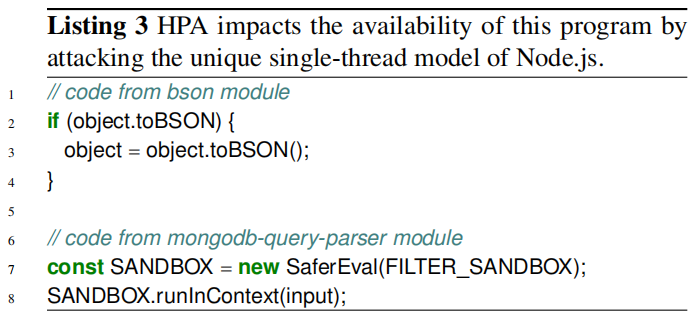 Listing 3 HPA impacts the availability of this program by
attacking the unique single-thread model of Node.js.
1 // code from bson module
2 if (object.toBSON) {
3 object = object.toBSON();
4 }
5
6 // code from mongodb-query-parser module
7 const SANDBOX = new SaferEval(FILTER_SANDBOX);
8 SANDBOX.runInContext(input);